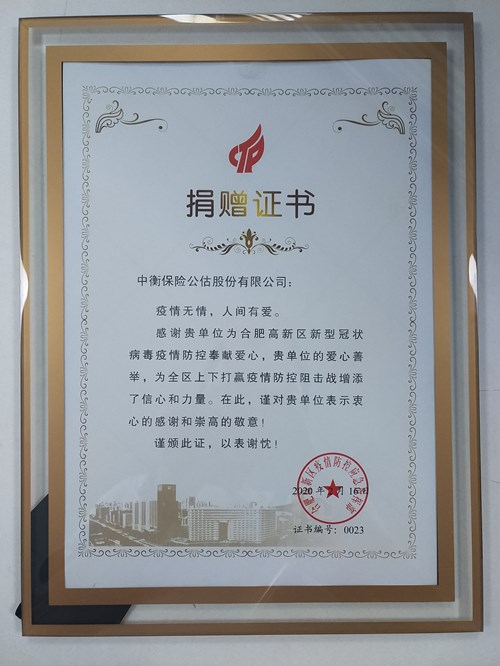 捐赠证书
中衡保险公估股份有限公司：
疫情无情，人间有爱。
感谢贵单位为合肥高新区新型冠状
病毒疫情防控奉献爱心，贵单位的爱心善
举，为全区上下打赢疫情防控阻击战增添
了信心和力量。在此，谨对贵单位表示衷
心的感谢和崇高的敬意！
谨颁此证，以表谢忱！
2020年 月16日
证书编号：0023